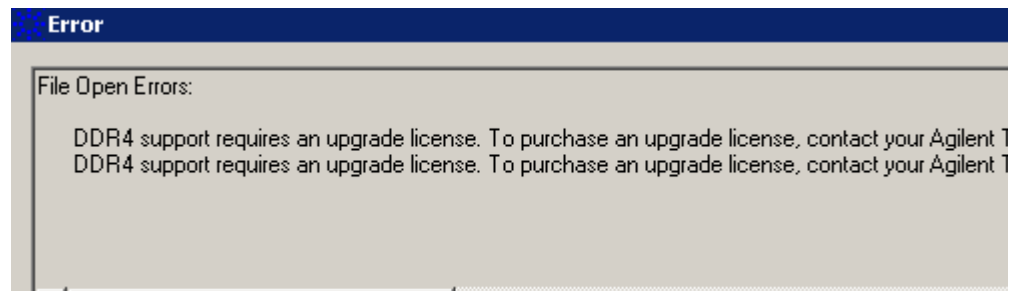 Error
File Open Errors:
DDR4 support requires an upgrade license. To purchase an upgrade license, contact your Agilent
DDR4 support requires an upgrade license. To purchase an upgrade license, contact your Agilent